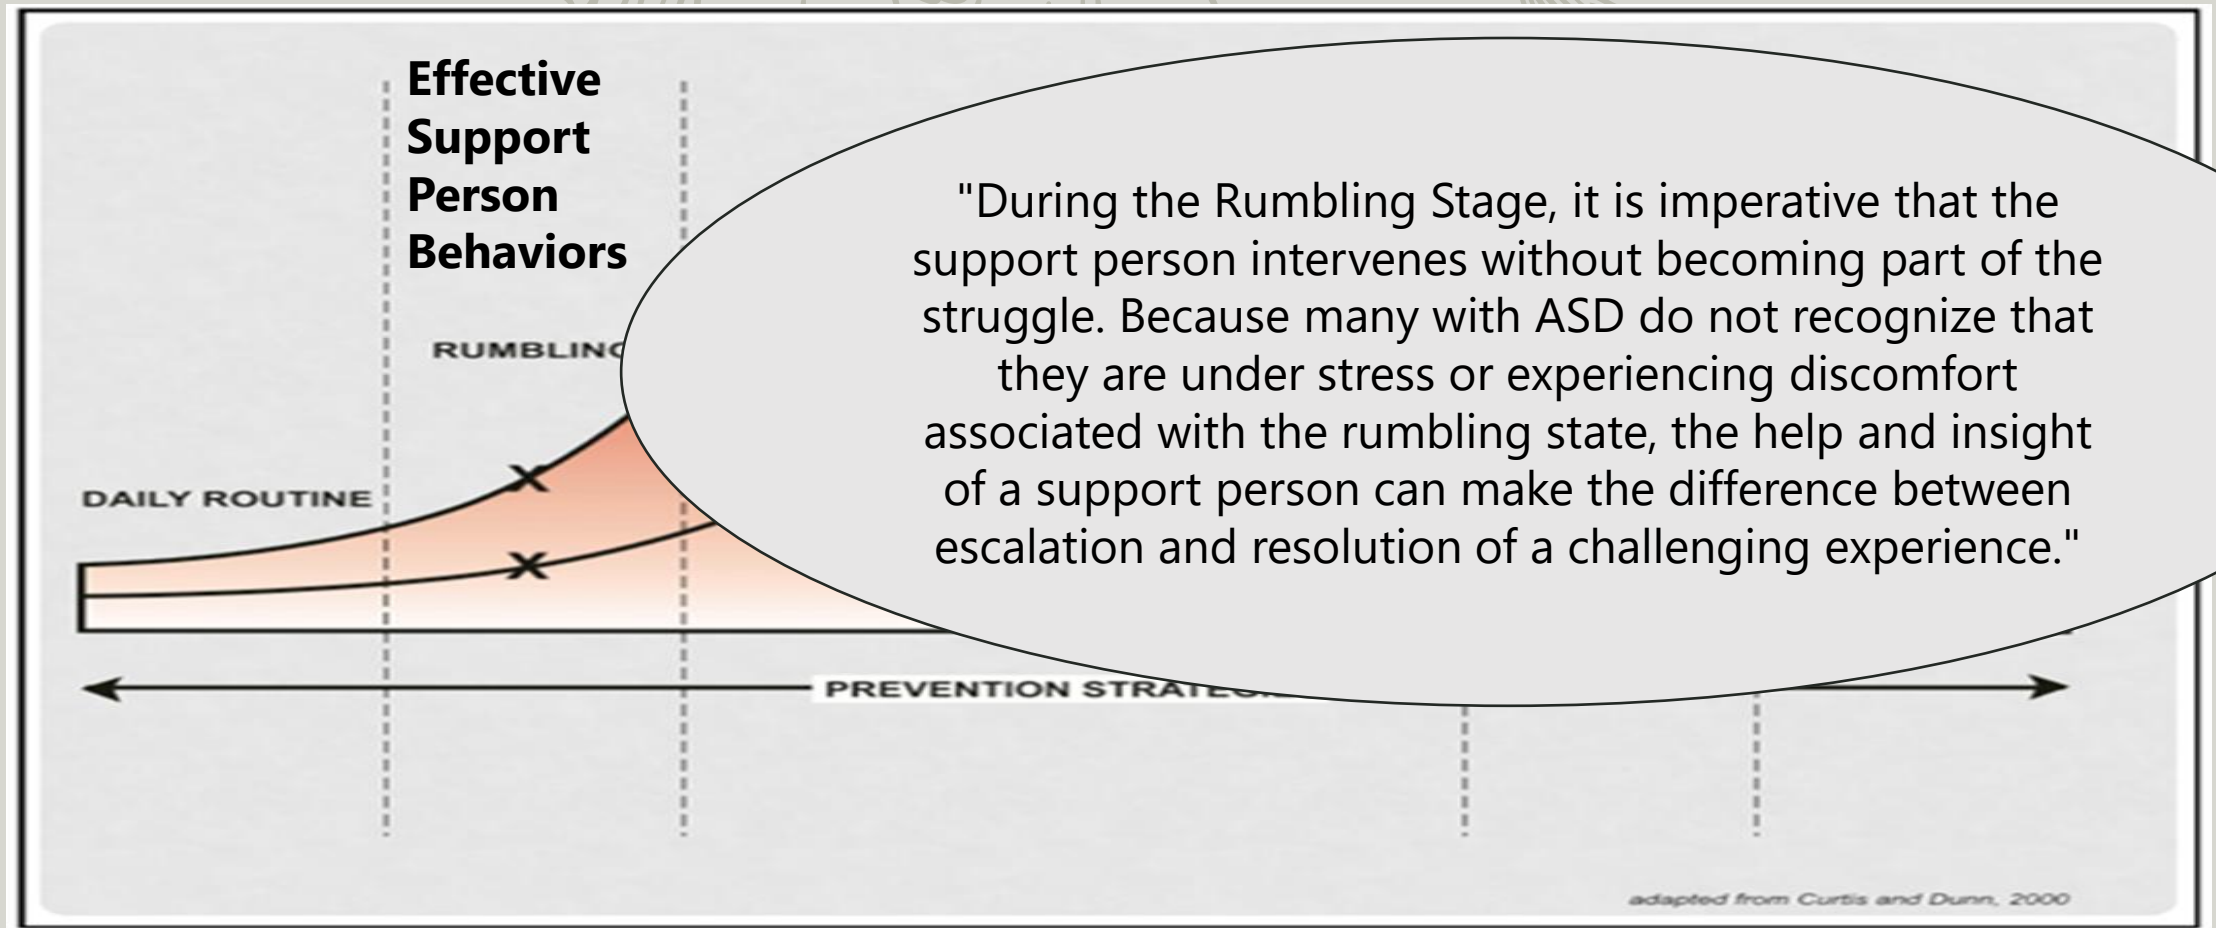 Effective
Support
Person
Behaviors
"During the Rumbling Stage, it is imperative that the
support person intervenes without becoming part of the
struggle. Because many with ASD do not recognize that
they are under stress or experiencing discomfort
associated with the rumbling state, the help and insight
of a support person can make the difference between
escalation and resolution of a challenging experience."
RUMBLING
DAILY ROUTINE
X
X
PREVENTION
adapted from Curtis and Dunn, 2000